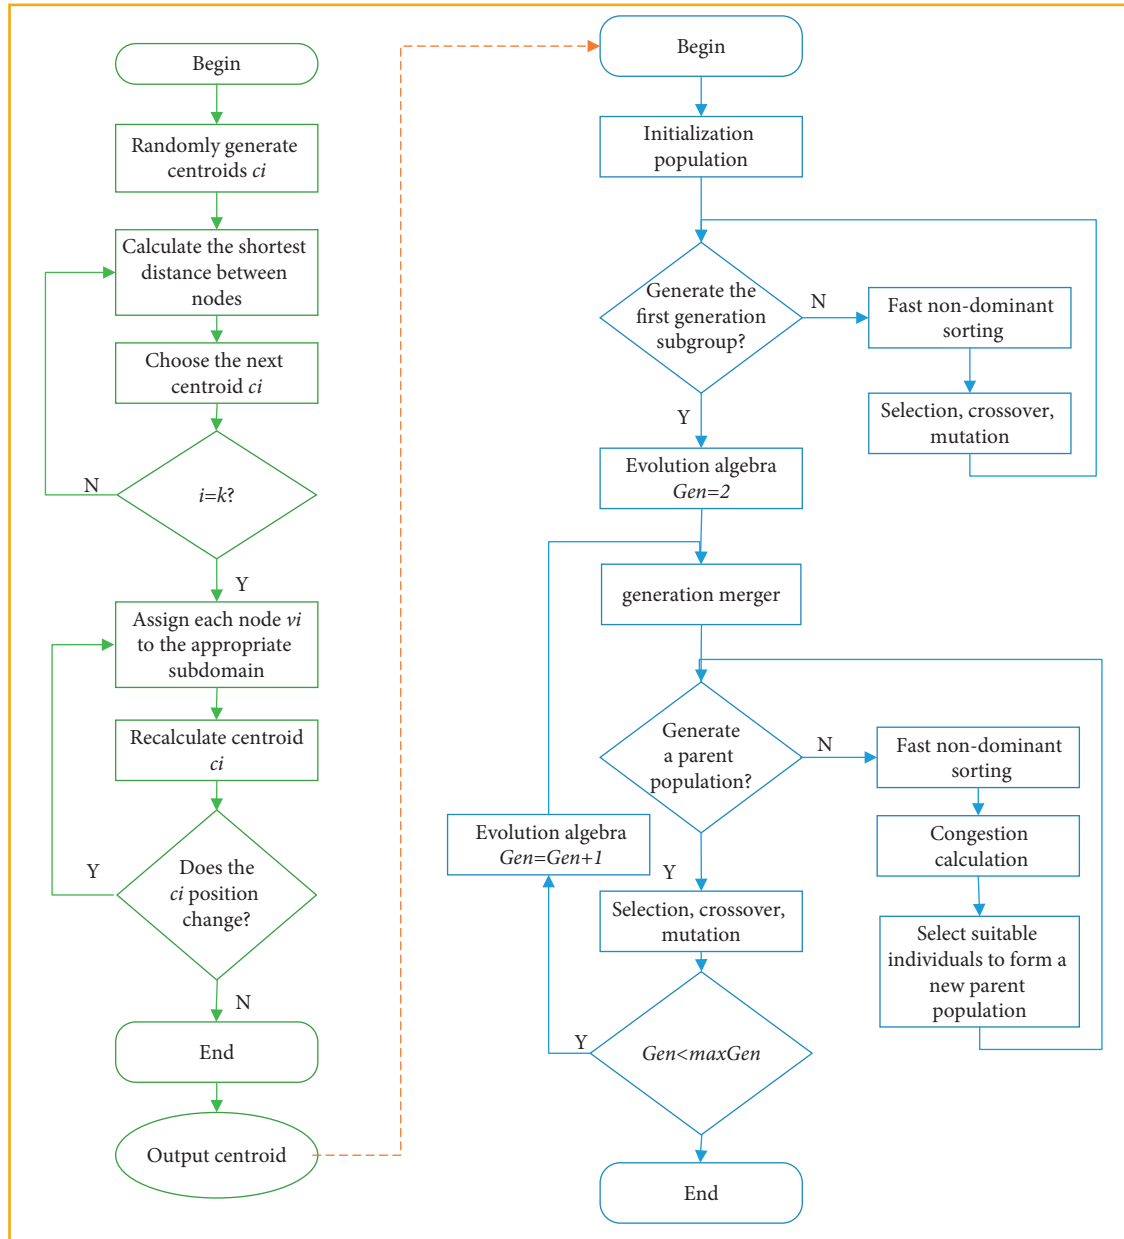 Begin
Randomly generate
centroids ci
Calculate the shortest
distance between
nodes
Choose the next
centroid ci
i=k?
N
Y
Assign each node vi
to the appropriate
subdomain
Recalculate centroid
ci
Does the
ci position
change?
Y
N
End
Output centroid
Begin
Initialization
population
Generate the
first generation
subgroup?
N
Fast non-dominant
sorting
Selection, crossover,
mutation
Y
Evolution algebra
Gen=2
generation merger
Generate
a parent
population?
N
Fast non-dominant
sorting
Congestion
calculation
Select suitable
individuals to form a
new parent
population
Y
Selection, crossover,
mutation
Evolution algebra
Gen=Gen+1
Y
Gen<maxGen
End